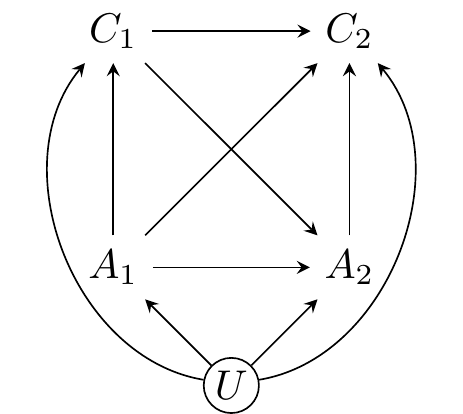 C₁ C₂
A₁ A₂
U